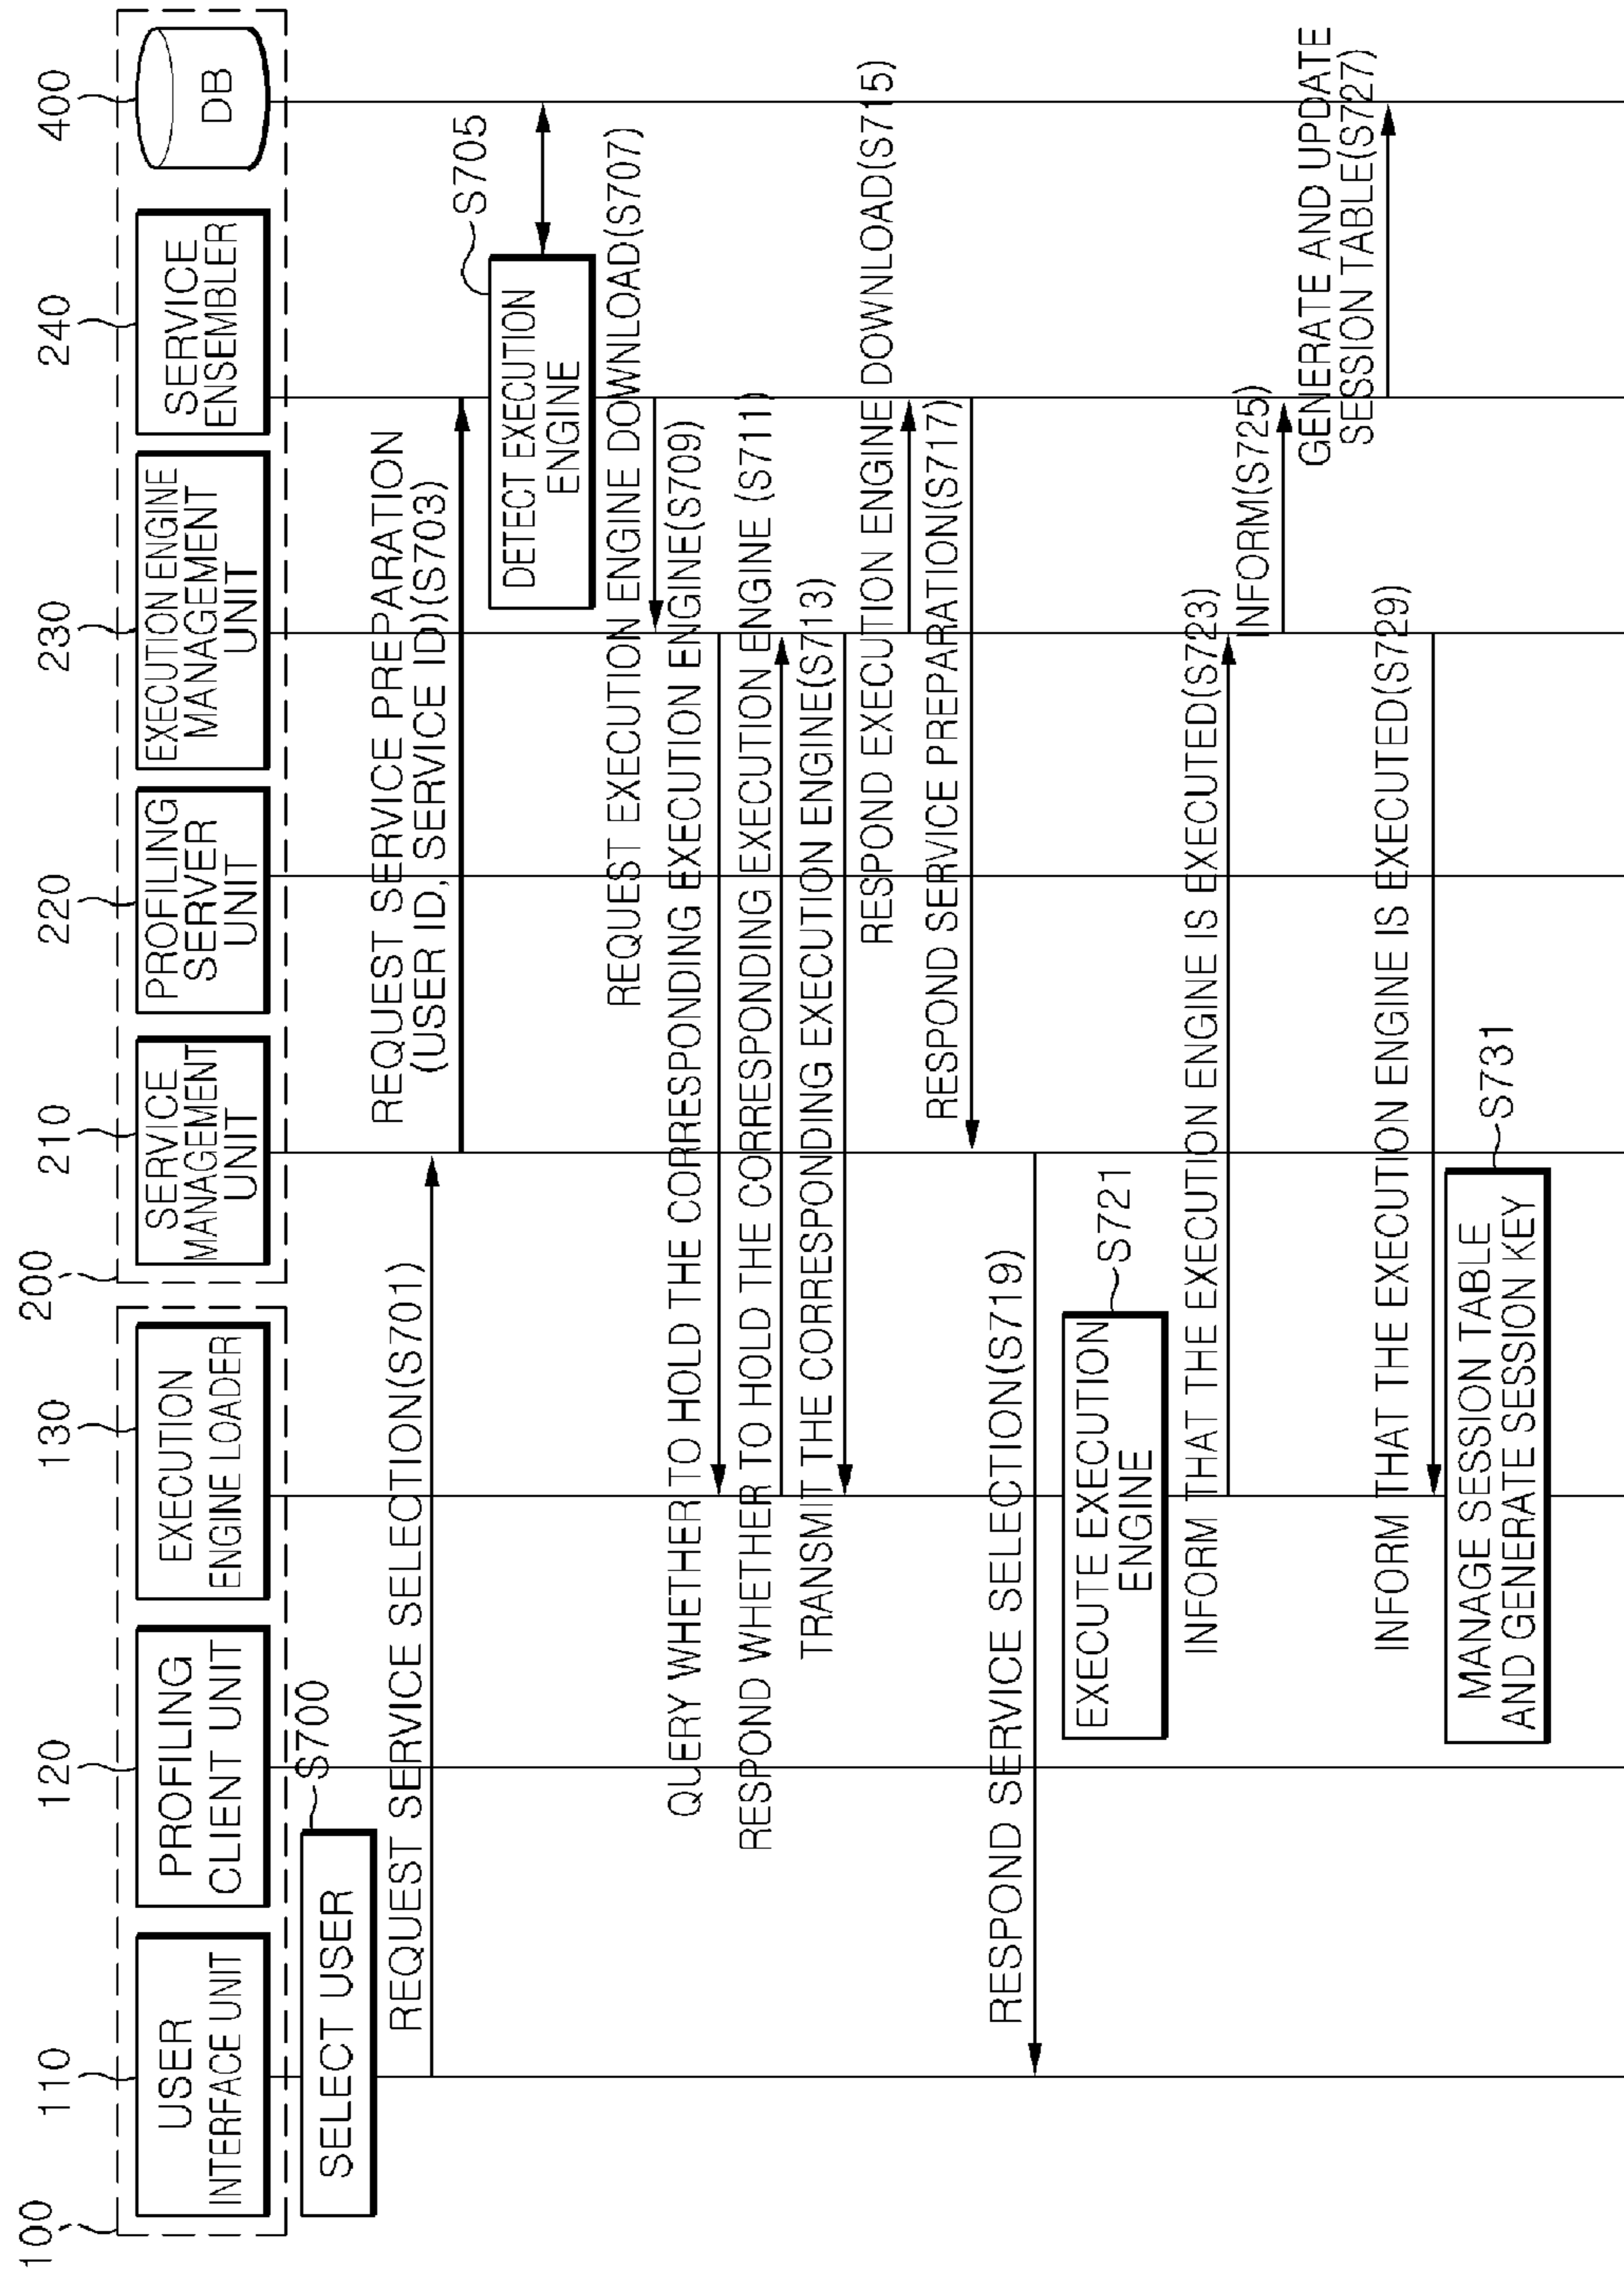 100
200
110
120
130
210
220
230
240
400
USER
INTERFACE UNIT
PROFILING
CLIENT UNIT
EXECUTION
ENGINE LOADER
SERVICE
MANAGEMENT
UNIT
PROFILING
SERVER
UNIT
EXECUTION ENGINE
MANAGEMENT
UNIT
SERVICE
ENSEMBLER
DB
SELECT USER
S700
REQUEST SERVICE SELECTION(S701)
REQUEST SERVICE PREPARATION
(USER ID, SERVICE ID)(S703)
S705
DETECT EXECUTION
ENGINE
REQUEST EXECUTION ENGINE DOWNLOAD(S707)
QUERY WHETHER TO HOLD THE CORRESPONDING EXECUTION ENGINE(S709)
RESPOND WHETHER TO HOLD THE CORRESPONDING EXECUTION ENGINE (S711)
TRANSMIT THE CORRESPONDING EXECUTION ENGINE(S713)
RESPOND EXECUTION ENGINE DOWNLOAD(S715)
RESPOND SERVICE PREPARATION(S717)
RESPOND SERVICE SELECTION(S719)
S721
EXECUTE EXECUTION
ENGINE
INFORM THAT THE EXECUTION ENGINE IS EXECUTED(S723)
INFORM(S725)
GENERATE AND UPDATE
SESSION TABLE(S727)
INFORM THAT THE EXECUTION ENGINE IS EXECUTED(S729)
S731
MANAGE SESSION TABLE
AND GENERATE SESSION KEY